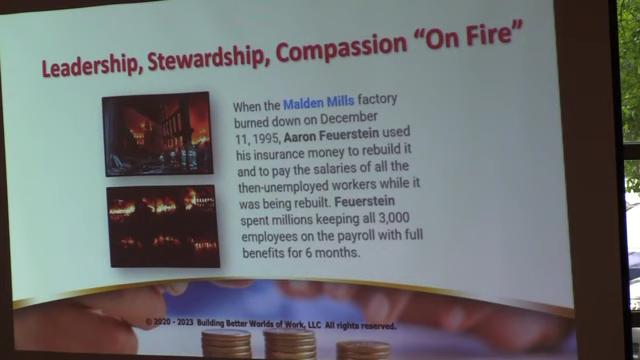 Leadership, Stewardship, Compassion "On Fire"
When the Malden Mills factory
burned down on December
11, 1995, Aaron Feuerstein used
his insurance money to rebuild it
and to pay the salaries of all the
then-unemployed workers while it
was being rebuilt. Feuerstein
spent millions keeping all 3,000
employees on the payroll with full
benefits for 6 months.
© 2020 - 2023 Building Better Worlds of Work, LLC All rights reserved.